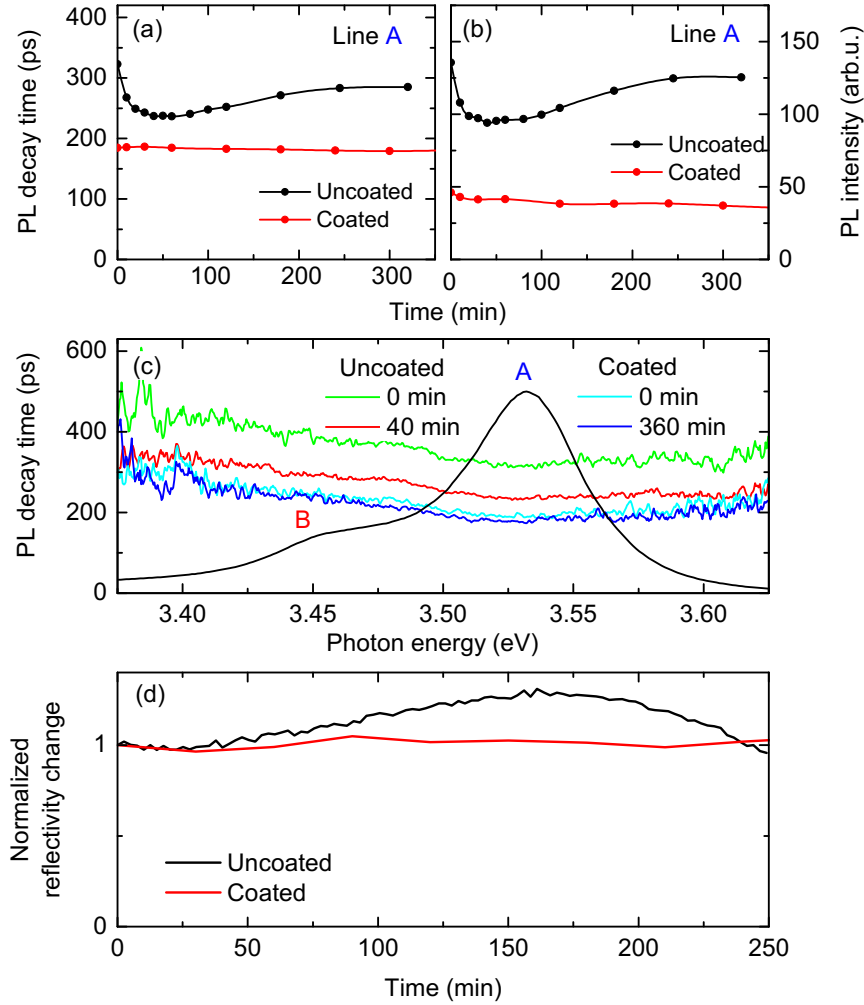 (a) Line A
(b) Line A
400
300
200
100
0
PL decay time (ps)
Uncoated
Coated
Uncoated
Coated
150
125
100
75
50
25
0
PL intensity (arb.u.)
0 100 200 300 0 100 200 300
Time (min)
(c)
Uncoated
0 min
40 min
A
Coated
0 min
360 min
B
600
400
200
0
PL decay time (ps)
3.40 3.45 3.50 3.55 3.60
Photon energy (eV)
(d)
1
0
Normalized
reflectivity change
Uncoated
Coated
0 50 100 150 200 250
Time (min)